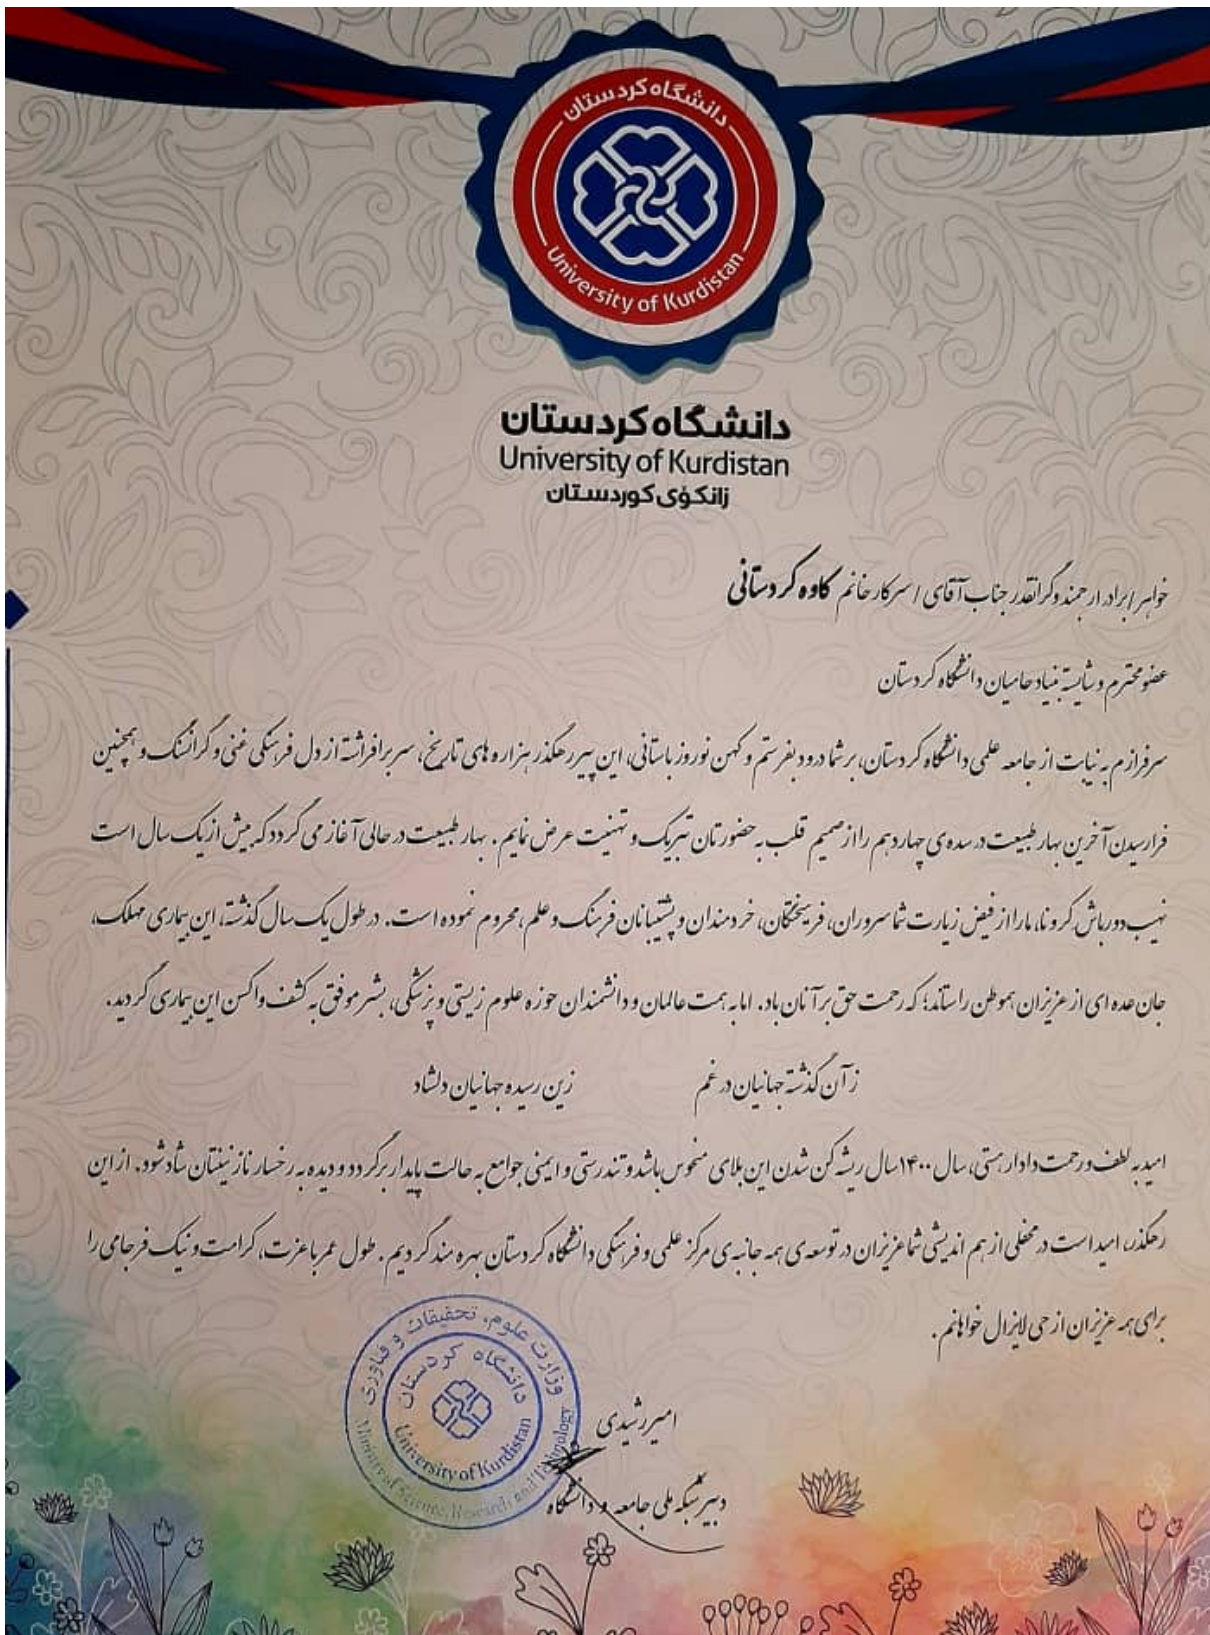 دانشگاه کردستان
University of Kurdistan
دانشگاه کردستان
University of Kurdistan
زانکۆی کوردستان
خواهر/برادر ارجمند و گرانقدر جناب آقای / سرکار خانم کاوه کردستانی
عضو محترم و شایسته بنیاد حامیان دانشگاه کردستان
سرفرازم به نیابت از جامعه علمی دانشگاه کردستان، بر شما درود بفرستم و کهن نوروز باستانی، این پیر رهگذر هزاره های تاریخ، سر برافراشته از دل فرهنگی غنی و گرانسنگ و همچنین
فرارسیدن آخرین بهار طبیعت در سده ی چهاردهم را از صمیم قلب به حضورتان تبریک و تهنیت عرض نمایم. بهار طبیعت در حالی آغاز می گردد که بیش از یک سال است
نهیب دورباش کرونا، ما را از فیض زیارت شما سروران، فریختگان، خردمندان و پشتیبانان فرهنگ و علم، محروم نموده است. در طول یک سال گذشته، این بیماری مهلک،
جان عده ای از عزیزان هموطن را ستاند؛ که رحمت حق بر آنان باد. اما به همت عالمان و دانشمندان حوزه علوم زیستی و پزشکی، بشر موفق به کشف واکسن این بیماری گردید.
ز آن گذشته جهانیان در غم زین رسیده جهانیان دلشاد
امید به لطف و رحمت دادار هستی، سال ۱۴۰۰ سال ریشه کن شدن این بلای منحوس باشد و تندرستی و ایمنی جوامع به حالت پایدار برگردد و دیده به رخسار نازنینتان شاد شود. از این
رهگذر، امید است در محفلی از هم اندیشی شما عزیزان در توسعه ی همه جانبه ی مرکز علمی و فرهنگی دانشگاه کردستان بهره مند گردیم. طول عمر با عزت، کرامت و نیک فرجامی را
برای همه عزیزان از حی لایزال خواهانم.
وزارت علوم، تحقیقات و فناوری
دانشگاه کردستان
University of Kurdistan
Ministry of Science, Research and Technology
امیر رشیدی
دبیر شبکه ملی جامعه و دانشگاه